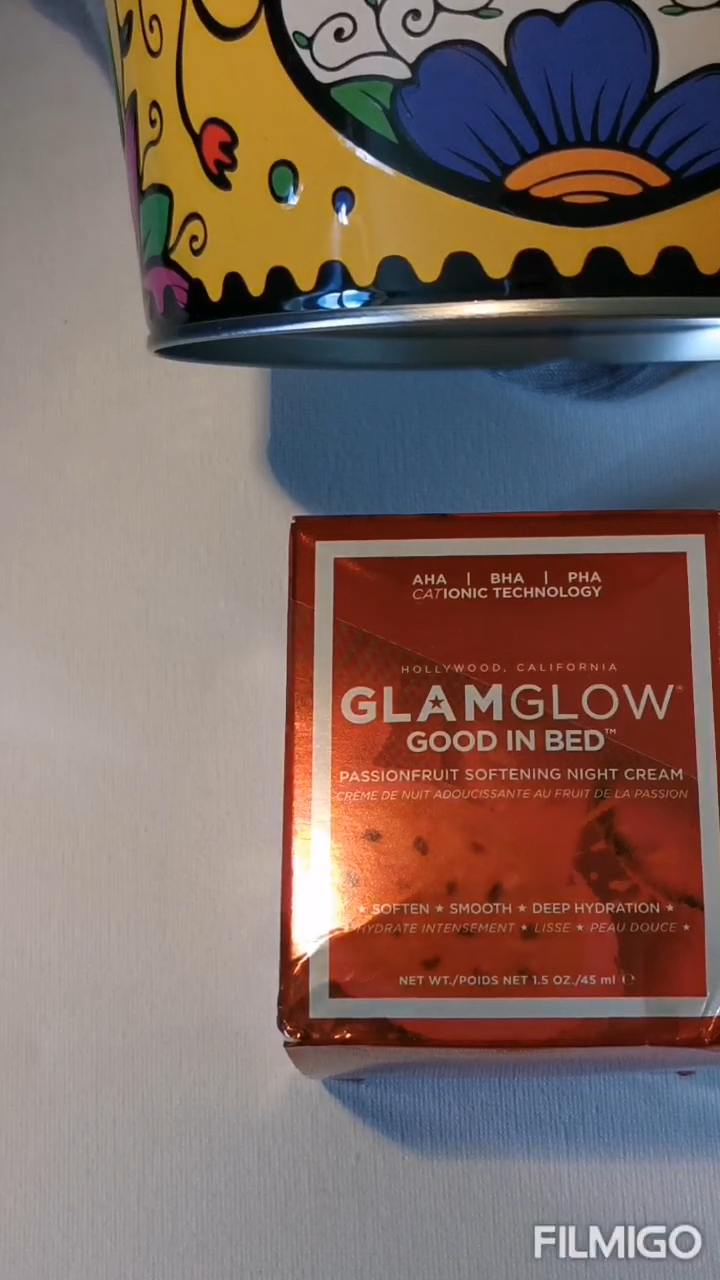 AHA | BHA | PHA
CATIONIC TECHNOLOGY
HOLLYWOOD, CALIFORNIA
GLAMGLOW®
GOOD IN BED™
PASSIONFRUIT SOFTENING NIGHT CREAM
CRÈME DE NUIT ADOUCISSANTE AU FRUIT DE LA PASSION
★ SOFTEN ★ SMOOTH ★ DEEP HYDRATION ★
HYDRATE INTENSEMENT ★ LISSE ★ PEAU DOUCE ★
NET WT./POIDS NET 1.5 OZ./45 ml ℮
FILMIGO